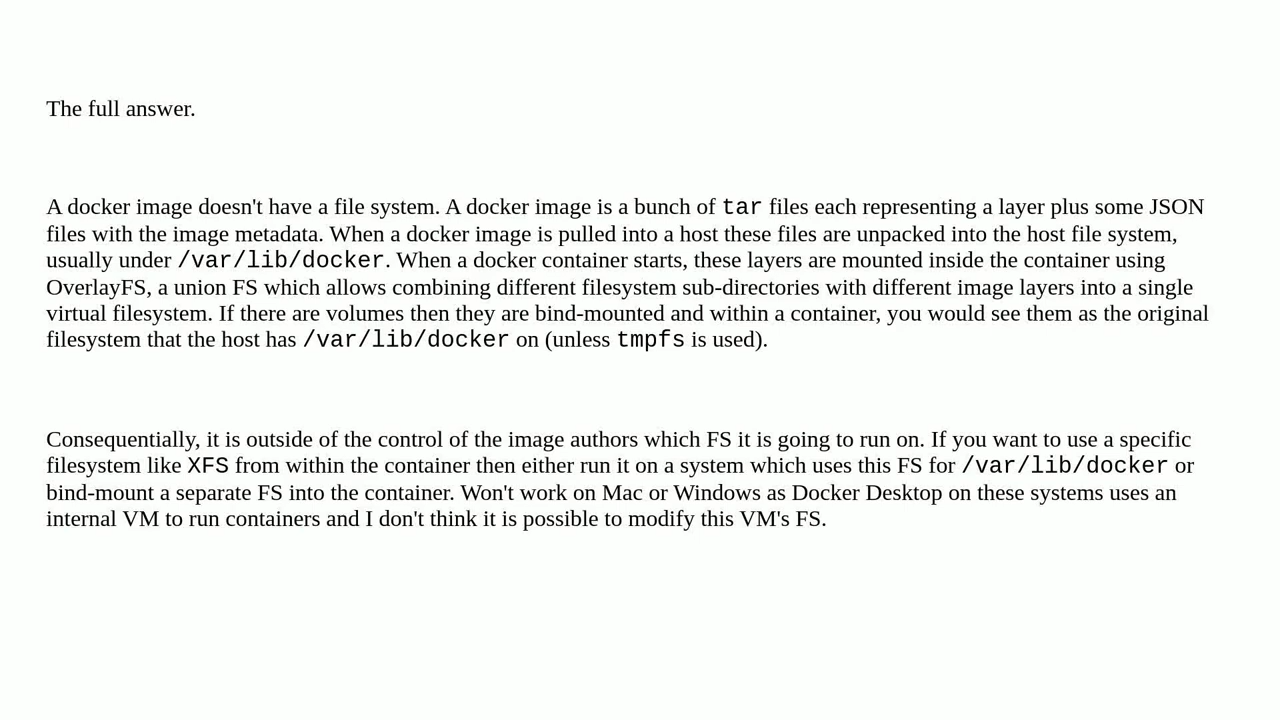 The full answer.
A docker image doesn't have a file system. A docker image is a bunch of tar files each representing a layer plus some JSON
files with the image metadata. When a docker image is pulled into a host these files are unpacked into the host file system,
usually under /var/lib/docker. When a docker container starts, these layers are mounted inside the container using
OverlayFS, a union FS which allows combining different filesystem sub-directories with different image layers into a single
virtual filesystem. If there are volumes then they are bind-mounted and within a container, you would see them as the original
filesystem that the host has /var/lib/docker on (unless tmpfs is used).
Consequentially, it is outside of the control of the image authors which FS it is going to run on. If you want to use a specific
filesystem like XFS from within the container then either run it on a system which uses this FS for /var/lib/docker or
bind-mount a separate FS into the container. Won't work on Mac or Windows as Docker Desktop on these systems uses an
internal VM to run containers and I don't think it is possible to modify this VM's FS.